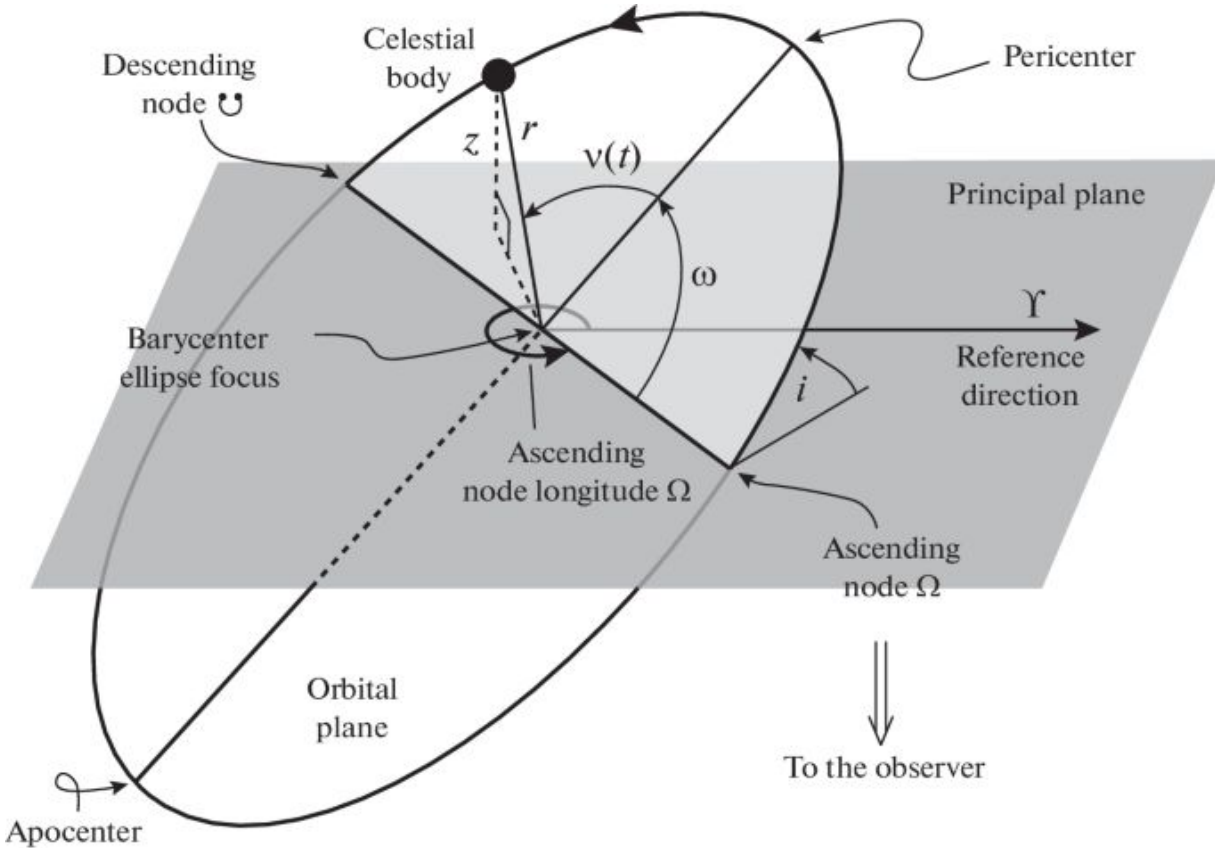 Celestial
body
Pericenter
Descending
node ☋
z
r
ν(t)
Principal plane
ω
ϒ
Barycenter
ellipse focus
Reference
direction
i
Ascending
node longitude Ω
Ascending
node Ω
Orbital
plane
To the observer
Apocenter